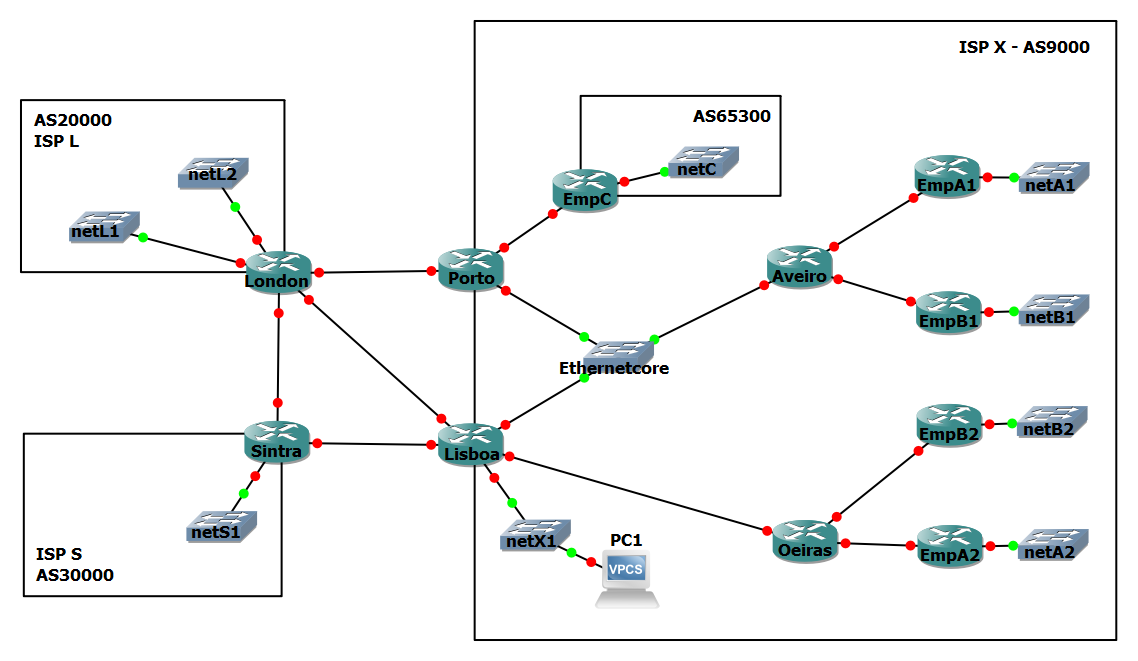 ISP X - AS9000
AS20000
ISP L
AS65300
netL2
netC
EmpC
EmpA1
netA1
netL1
London
Porto
Aveiro
EmpB1
netB1
Ethernetcore
EmpB2
netB2
Sintra
Lisboa
netS1
netX1
PC1
VPCS
Oeiras
EmpA2
netA2
ISP S
AS30000